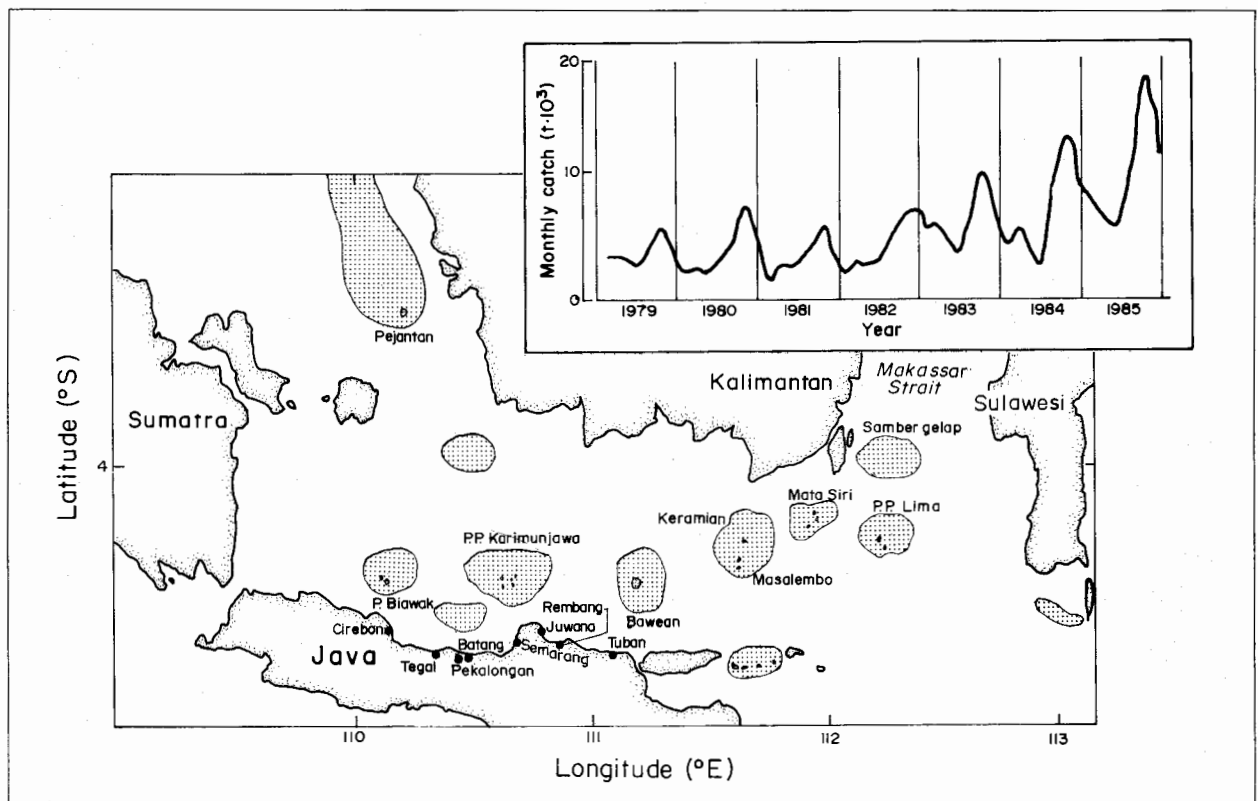 20
10
0
Monthly catch (t·10³)
1979 1980 1981 1982 1983 1984 1985
Year
Pejantan
Kalimantan
Makassar
Strait
Sulawesi
Sumatra
Samber gelap
4
Latitude (°S)
Mata Siri
P.P. Lima
Keramian
P.P. Karimunjawa
Masalembo
P. Biawak
Rembang
Bawean
Juwana
Cirebon
Batang
Semarang
Tuban
Java
Tegal
Pekalongan
110 111 112 113
Longitude (°E)